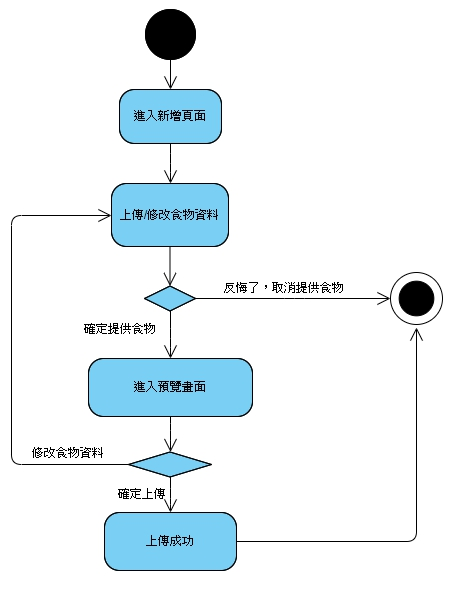 進入新增頁面
上傳/修改食物資料
反悔了，取消提供食物
確定提供食物
進入預覽畫面
修改食物資料
確定上傳
上傳成功